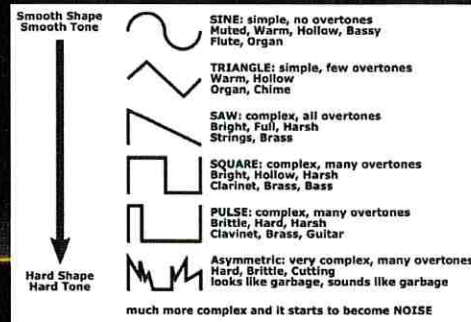 Smooth Shape
Smooth Tone
SINE: simple, no overtones
Muted, Warm, Hollow, Bassy
Flute, Organ
TRIANGLE: simple, few overtones
Warm, Hollow
Organ, Chime
SAW: complex, all overtones
Bright, Full, Harsh
Strings, Brass
SQUARE: complex, many overtones
Bright, Hollow, Harsh
Clarinet, Brass, Bass
PULSE: complex, many overtones
Brittle, Hard, Harsh
Clavinet, Brass, Guitar
Hard Shape
Hard Tone
Asymmetric: very complex, many overtones
Hard, Brittle, Cutting
looks like garbage, sounds like garbage
much more complex and it starts to become NOISE